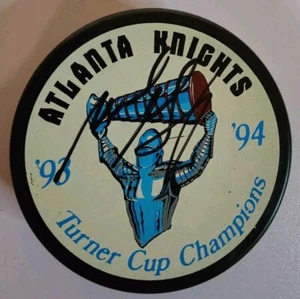 ATLANTA KNIGHTS
'93 '94
Turner Cup Champions